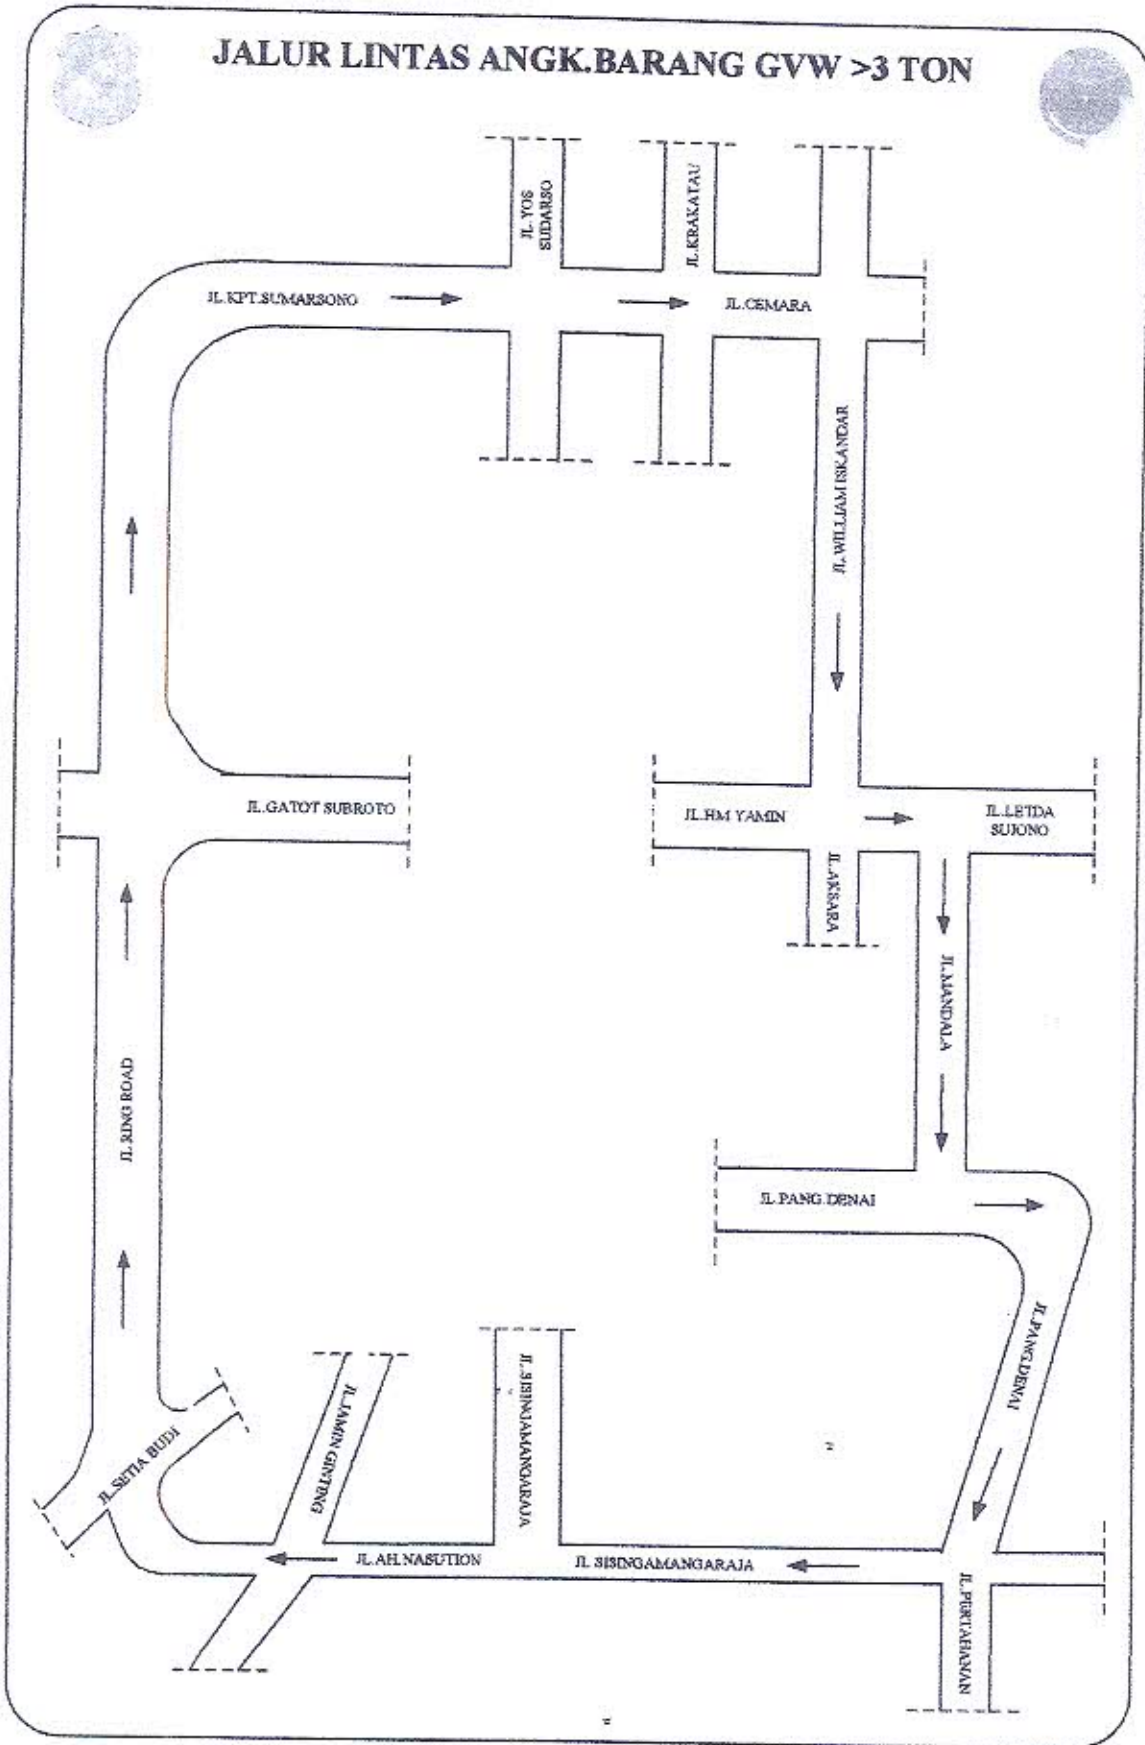 JALUR LINTAS ANGK.BARANG GVW >3 TON
JL.YOS
SUDARSO
JL.KRAKATAU
JL.KPT.SUMARSONO
JL.CEMARA
JL.WILLIAM ISKANDAR
JL.GATOT SUBROTO
JL.HM YAMIN
JL.LETDA
SUJONO
JL.AKSARA
JL.MANDALA
JL.RING ROAD
JL.PANG.DENAI
JL.PANG.DENAI
JL.SISINGAMANGARAJA
JL.JAMIN GINTING
JL.SETIA BUDI
JL.AH.NASUTION
JL.SISINGAMANGARAJA
JL.PERTAHANAN